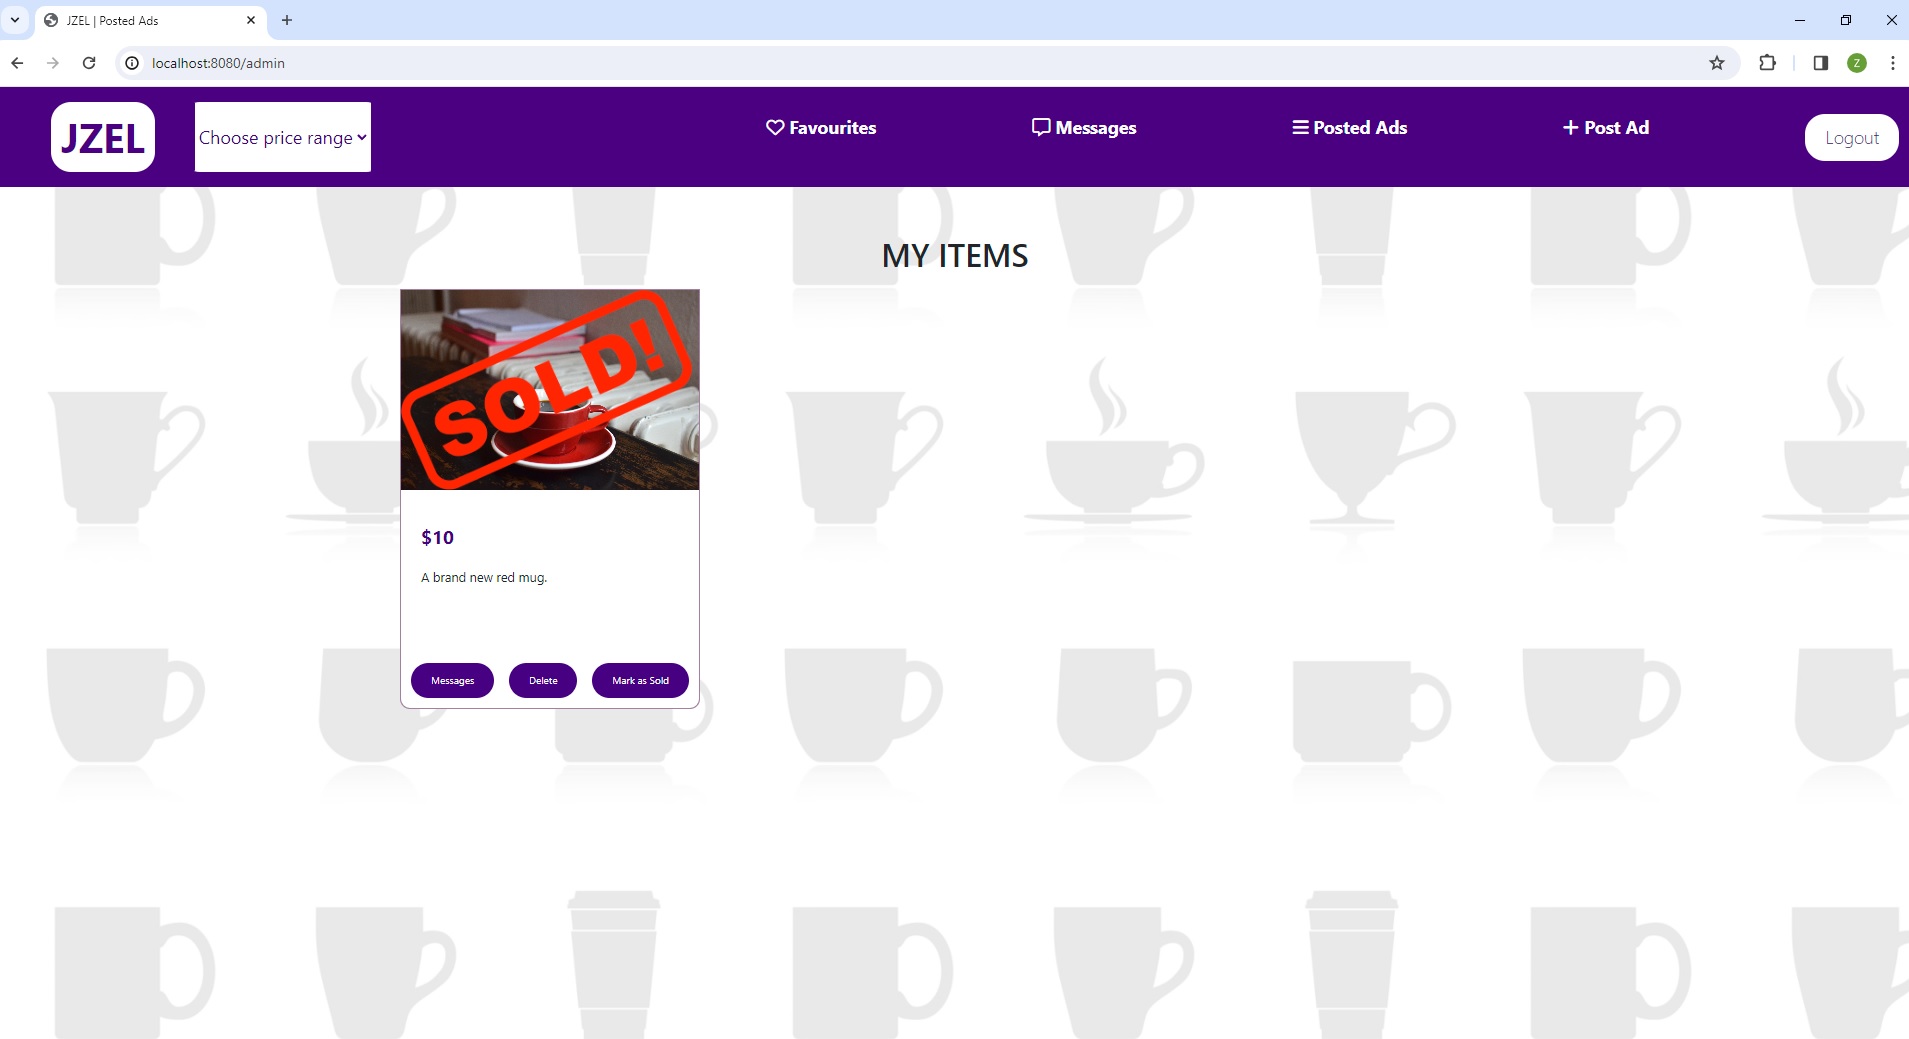 JZEL | Posted Ads
localhost:8080/admin
Z
JZEL
Choose price range
Favourites
Messages
Posted Ads
Post Ad
Logout
MY ITEMS
SOLD!
$10
A brand new red mug.
Messages
Delete
Mark as Sold